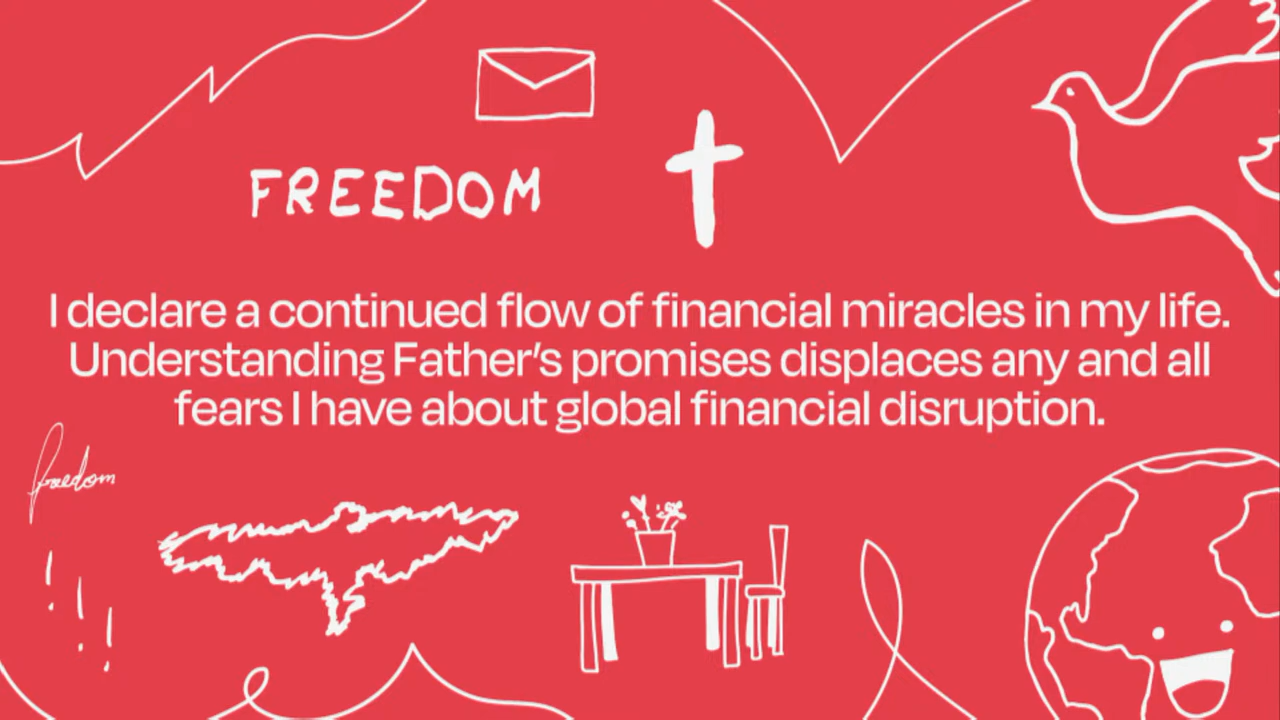 FREEDOM
I declare a continued flow of financial miracles in my life.
Understanding Father's promises displaces any and all
fears I have about global financial disruption.
freedom
! ! !